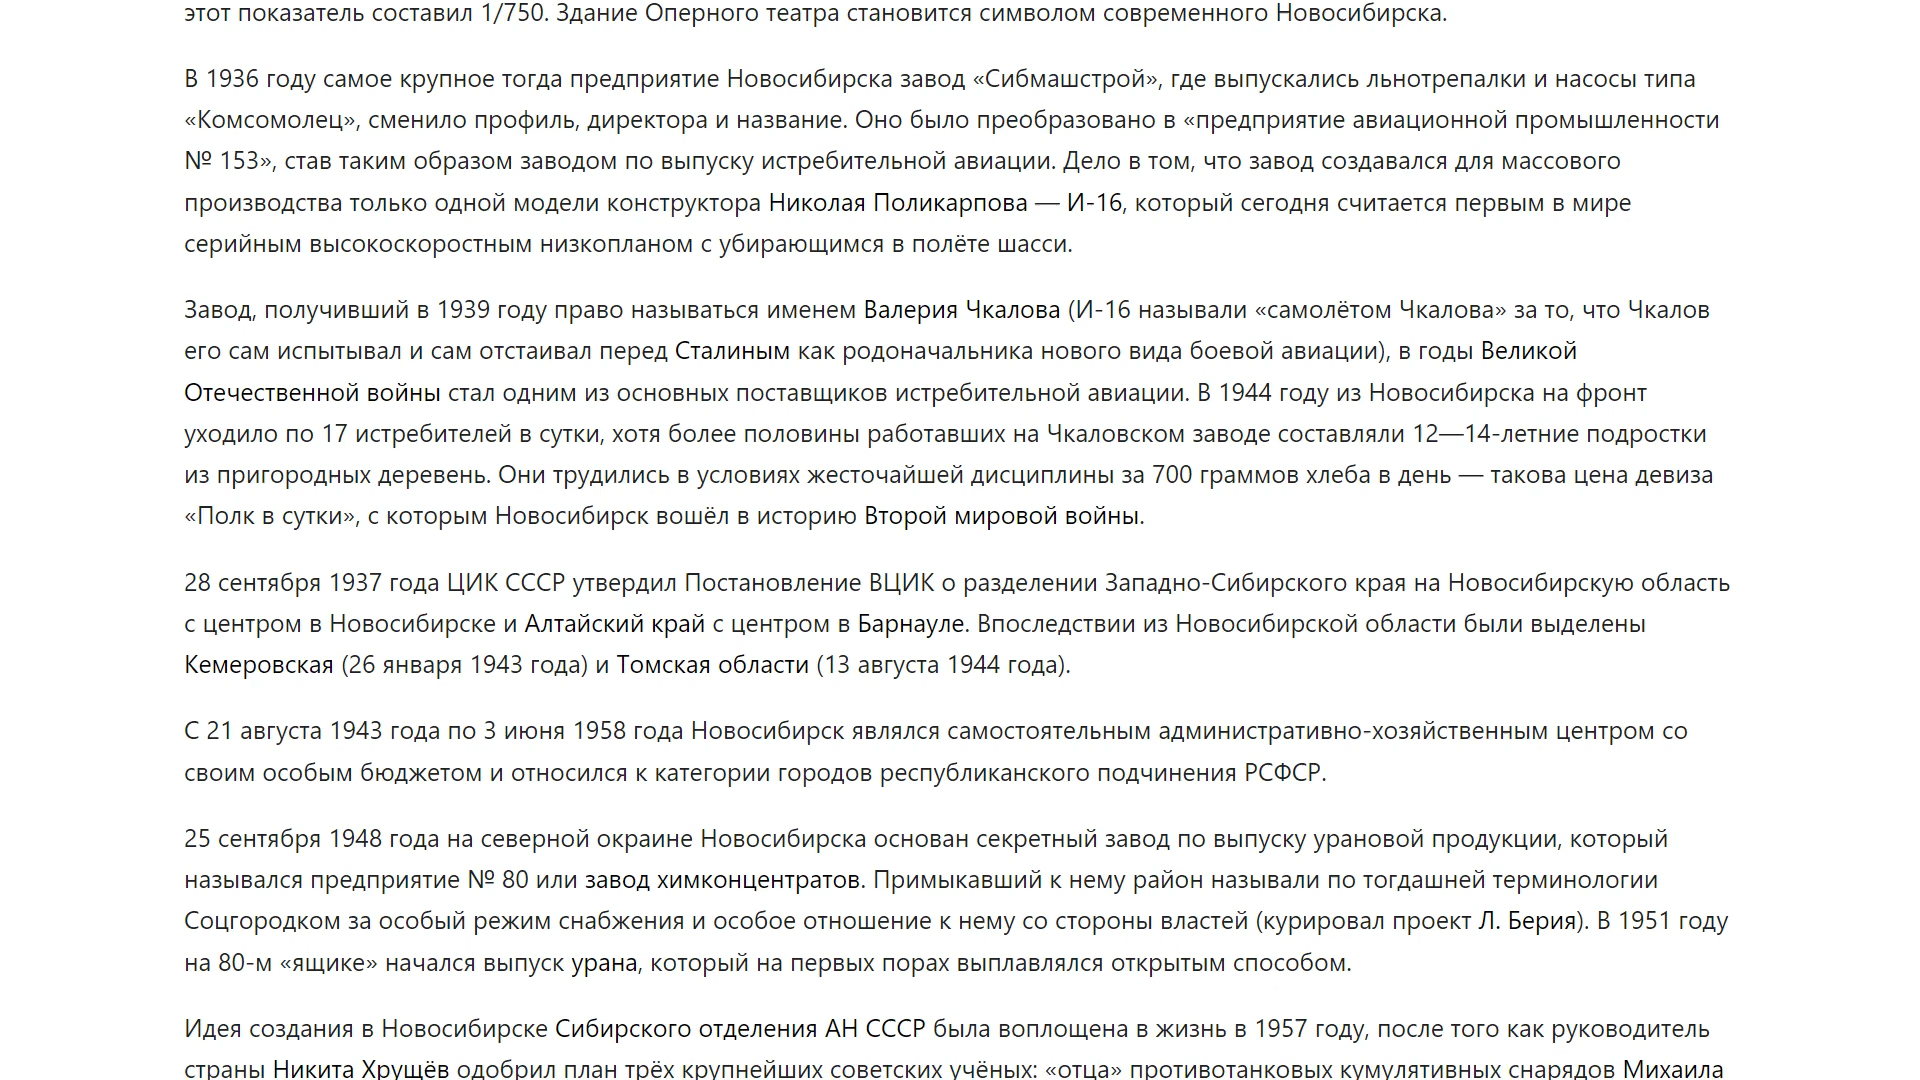 этот показатель составил 1/750. Здание Оперного театра становится символом современного Новосибирска.
В 1936 году самое крупное тогда предприятие Новосибирска завод «Сибмашстрой», где выпускались льнотрепалки и насосы типа
«Комсомолец», сменило профиль, директора и название. Оно было преобразовано в «предприятие авиационной промышленности
№ 153», став таким образом заводом по выпуску истребительной авиации. Дело в том, что завод создавался для массового
производства только одной модели конструктора Николая Поликарпова — И-16, который сегодня считается первым в мире
серийным высокоскоростным низкопланом с убирающимся в полёте шасси.
Завод, получивший в 1939 году право называться именем Валерия Чкалова (И-16 называли «самолётом Чкалова» за то, что Чкалов
его сам испытывал и сам отстаивал перед Сталиным как родоначальника нового вида боевой авиации), в годы Великой
Отечественной войны стал одним из основных поставщиков истребительной авиации. В 1944 году из Новосибирска на фронт
уходило по 17 истребителей в сутки, хотя более половины работавших на Чкаловском заводе составляли 12—14-летние подростки
из пригородных деревень. Они трудились в условиях жесточайшей дисциплины за 700 граммов хлеба в день — такова цена девиза
«Полк в сутки», с которым Новосибирск вошёл в историю Второй мировой войны.
28 сентября 1937 года ЦИК СССР утвердил Постановление ВЦИК о разделении Западно-Сибирского края на Новосибирскую область
с центром в Новосибирске и Алтайский край с центром в Барнауле. Впоследствии из Новосибирской области были выделены
Кемеровская (26 января 1943 года) и Томская области (13 августа 1944 года).
С 21 августа 1943 года по 3 июня 1958 года Новосибирск являлся самостоятельным административно-хозяйственным центром со
своим особым бюджетом и относился к категории городов республиканского подчинения РСФСР.
25 сентября 1948 года на северной окраине Новосибирска основан секретный завод по выпуску урановой продукции, который
назывался предприятие № 80 или завод химконцентратов. Примыкавший к нему район называли по тогдашней терминологии
Соцгородком за особый режим снабжения и особое отношение к нему со стороны властей (курировал проект Л. Берия). В 1951 году
на 80-м «ящике» начался выпуск урана, который на первых порах выплавлялся открытым способом.
Идея создания в Новосибирске Сибирского отделения АН СССР была воплощена в жизнь в 1957 году, после того как руководитель
страны Никита Хрущёв одобрил план трёх крупнейших советских учёных: «отца» противотанковых кумулятивных снарядов Михаила